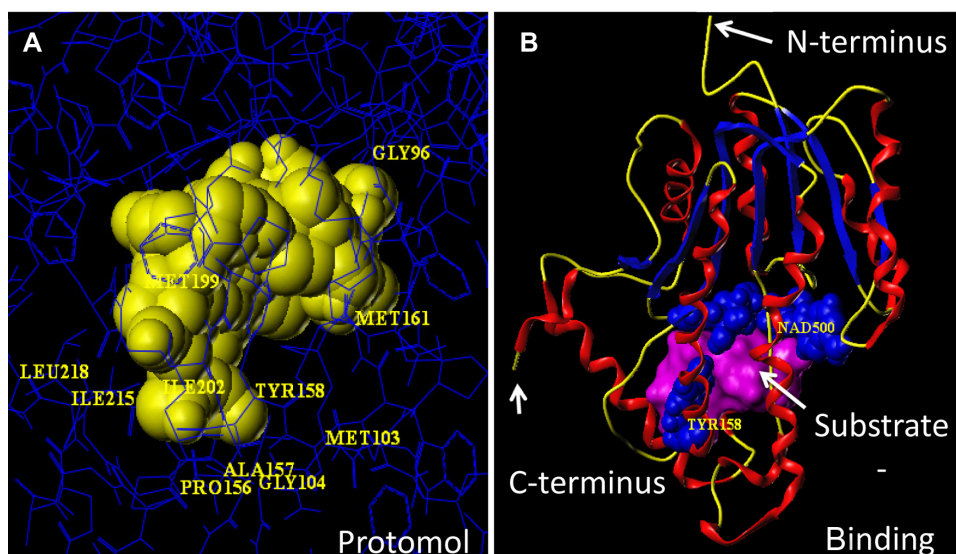 A
GLY96
MET199
MET161
LEU218
ILE215
ILE202
TYR158
MET103
ALA157
PRO156
GLY104
Protomol
B
N-terminus
NAD500
TYR158
Substrate
-
C-terminus
Binding